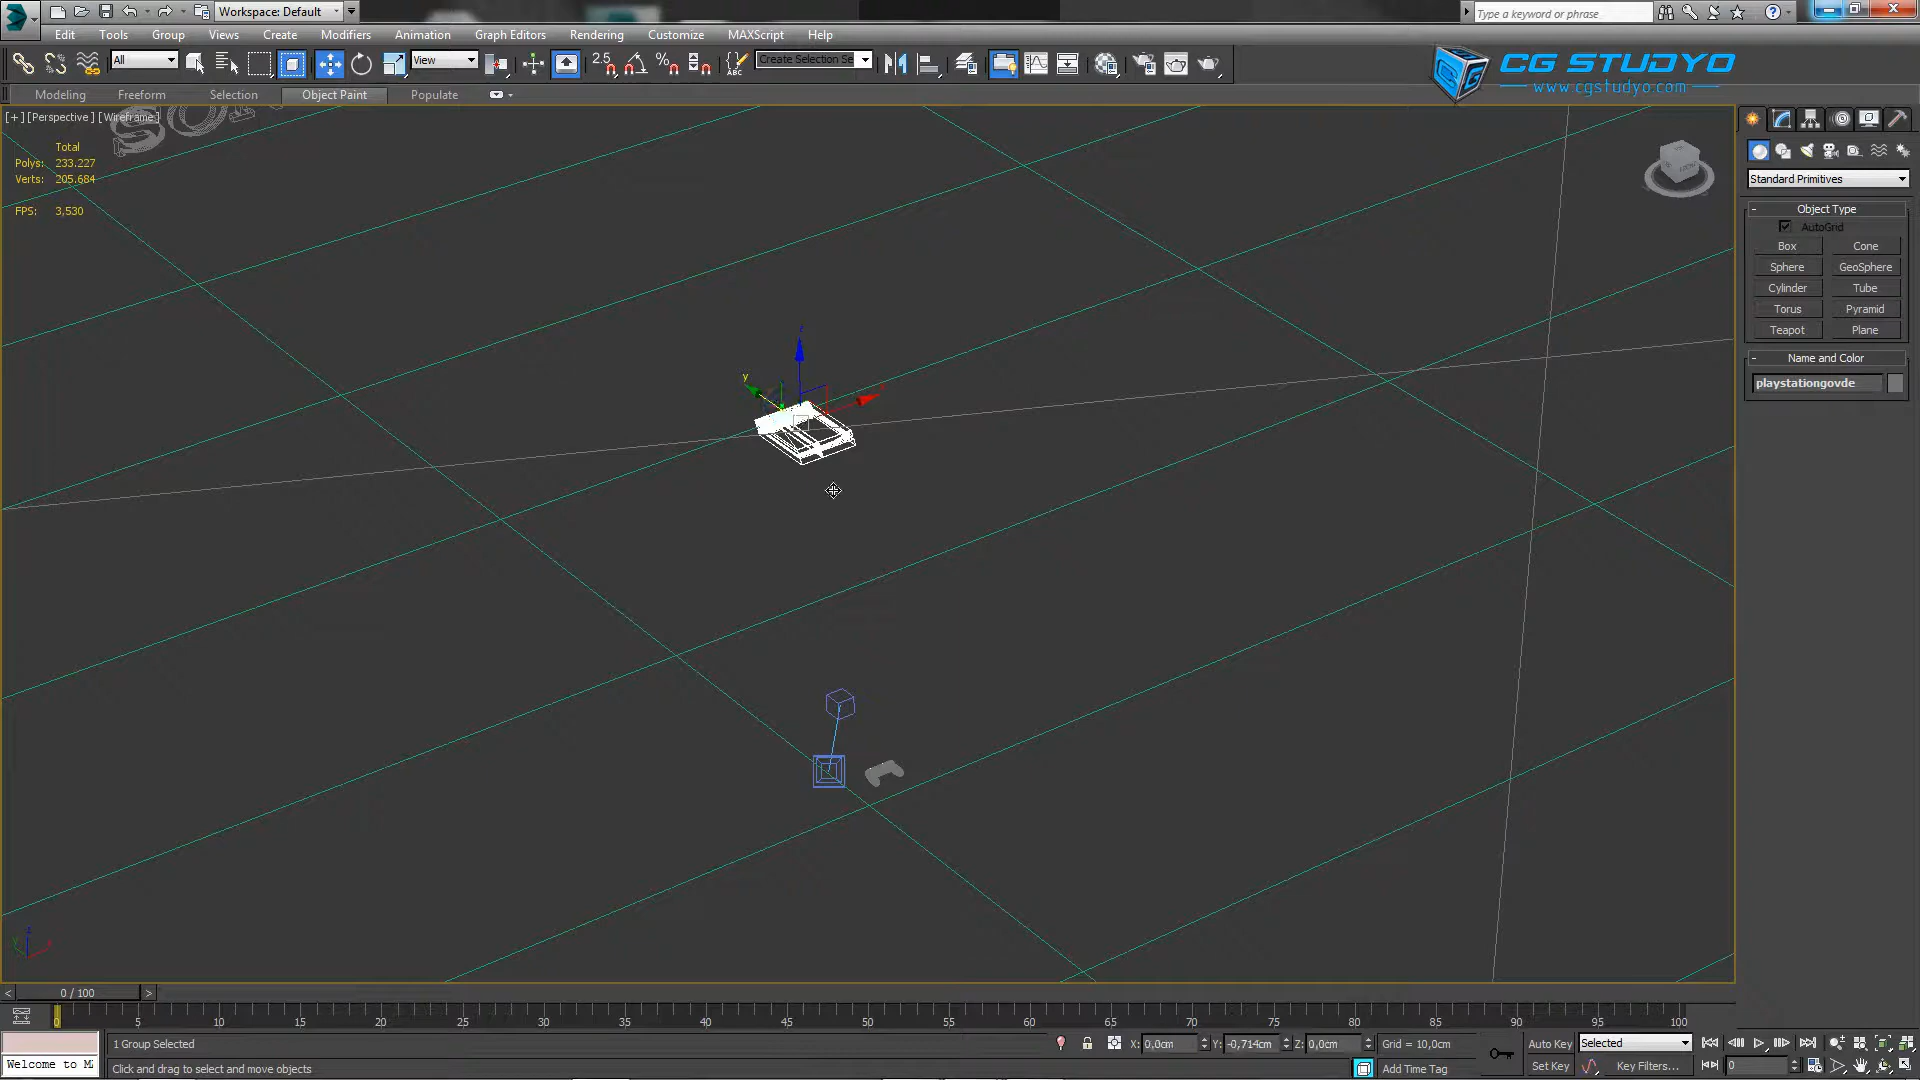 Workspace: Default
Type a keyword or phrase
Edit Tools Group Views Create Modifiers Animation Graph Editors Rendering Customize MAXScript Help
All
View
2.5
Create Selection Se
CG STUDYO
www.cgstudyo.com
Modeling Freeform Selection Object Paint Populate
[+] [Perspective] [Wireframe]
Total
Polys: 233.227
Verts: 205.684
FPS: 3,530
Standard Primitives
Object Type
AutoGrid
Box Cone
Sphere GeoSphere
Cylinder Tube
Torus Pyramid
Teapot Plane
Name and Color
playstationgovde
y
0 / 100
0 5 10 15 20 25 30 35 40 45 50 55 60 65 70 75 80 85 90 95 100
1 Group Selected
X: 0,0cm Y: -0,714cm Z: 0,0cm Grid = 10,0cm
Auto Key Selected
Welcome to M
Click and drag to select and move objects
Add Time Tag
Set Key Key Filters...
0